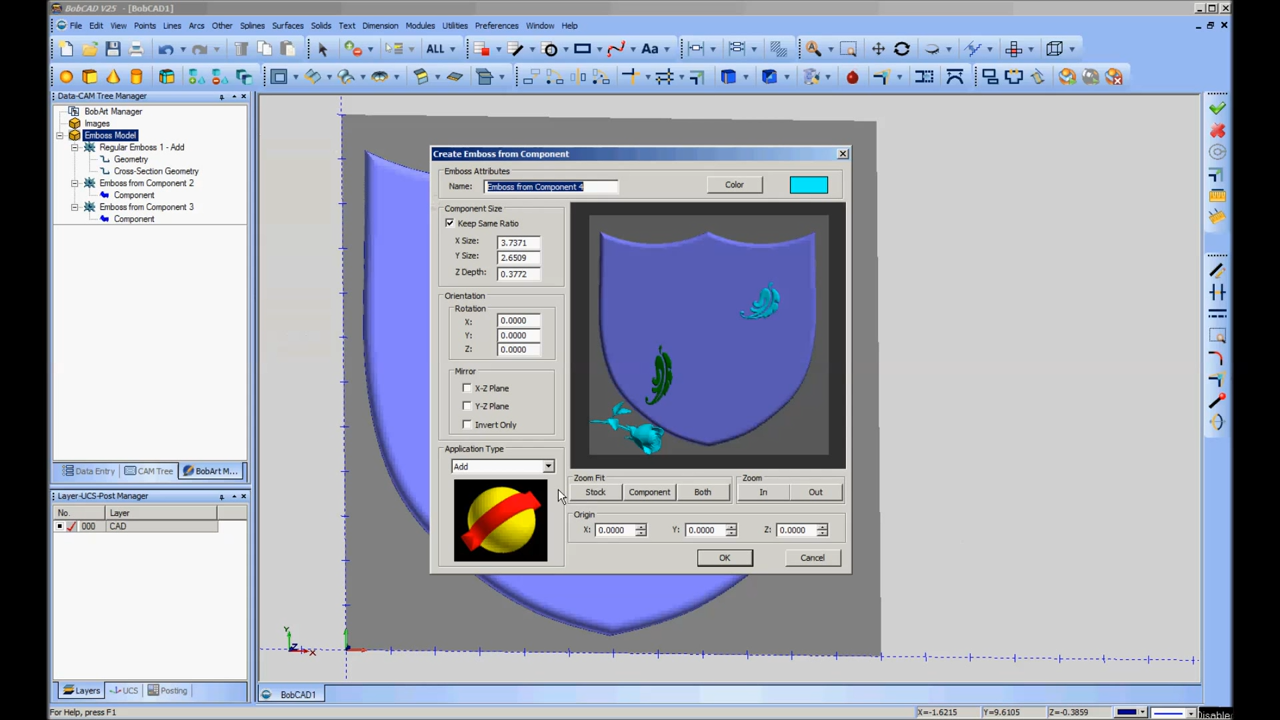 BobCAD V25 - [BobCAD1]
File Edit View Points Lines Arcs Other Splines Surfaces Solids Text Dimension Modules Utilities Preferences Window Help
ALL
Aa
Data-CAM Tree Manager
BobArt Manager
Images
Emboss Model
Regular Emboss 1 - Add
Geometry
Cross-Section Geometry
Emboss from Component 2
Component
Emboss from Component 3
Component
Data Entry CAM Tree BobArt M...
Layer-UCS-Post Manager
No. Layer
000 CAD
Layers UCS Posting
For Help, press F1
Create Emboss from Component
Emboss Attributes
Name: Emboss from Component 4 Color
Component Size
Keep Same Ratio
X Size: 3.7371
Y Size: 2.6509
Z Depth: 0.3772
Orientation
Rotation
X: 0.0000
Y: 0.0000
Z: 0.0000
Mirror
X-Z Plane
Y-Z Plane
Invert Only
Application Type
Add
Zoom Fit Zoom
Stock Component Both In Out
Origin
X: 0.0000 Y: 0.0000 Z: 0.0000
OK Cancel
Y
Z
X
BobCAD1
X=-1.6215 Y=9.6105 Z=-0.3859
Disable